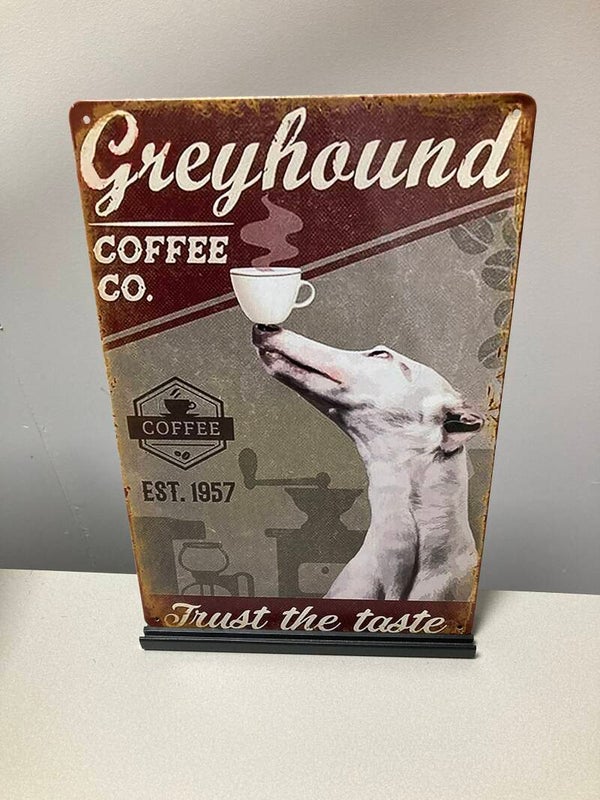 Greyhound
COFFEE
CO.
COFFEE
EST. 1957
Trust the taste